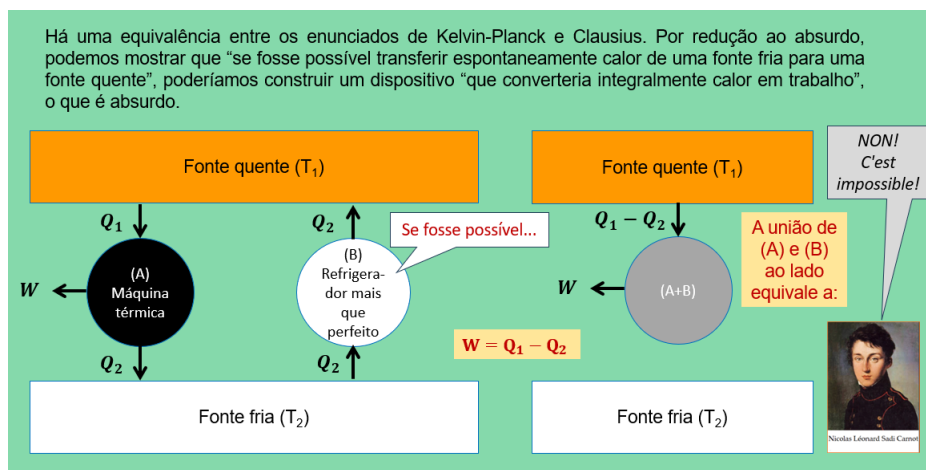 Há uma equivalência entre os enunciados de Kelvin-Planck e Clausius. Por redução ao absurdo,
podemos mostrar que “se fosse possível transferir espontaneamente calor de uma fonte fria para uma
fonte quente”, poderíamos construir um dispositivo “que converteria integralmente calor em trabalho”,
o que é absurdo.
Fonte quente (T₁)
Q₁
(A)
Máquina
térmica
W
Q₂
Q₂
Se fosse possível...
(B)
Refrigera-
dor mais
que
perfeito
Q₂
Fonte fria (T₂)
W = Q₁ − Q₂
Fonte quente (T₁)
Q₁ − Q₂
W
(A+B)
A união de
(A) e (B)
ao lado
equivale a:
Fonte fria (T₂)
NON!
C'est
impossible!
Nicolas Léonard Sadi Carnot